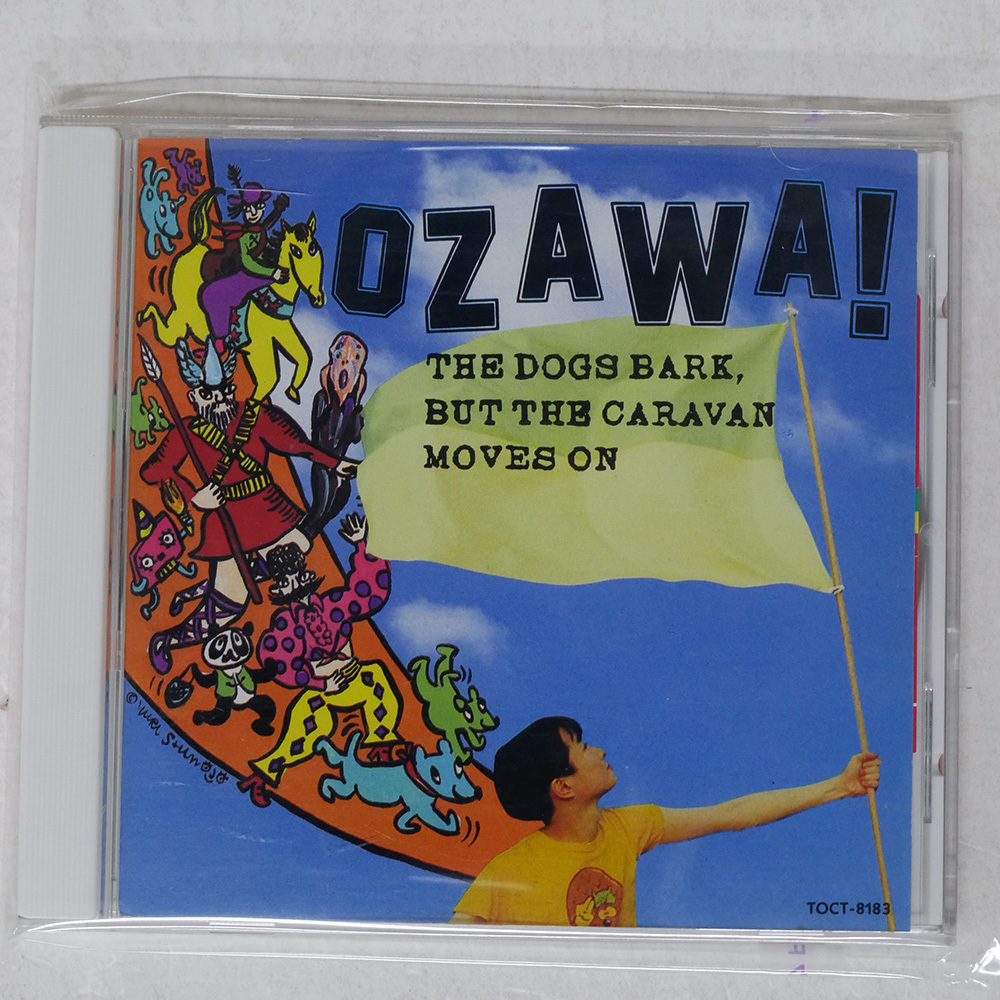 OZAWA!
THE DOGS BARK,
BUT THE CARAVAN
MOVES ON
TOCT-8183